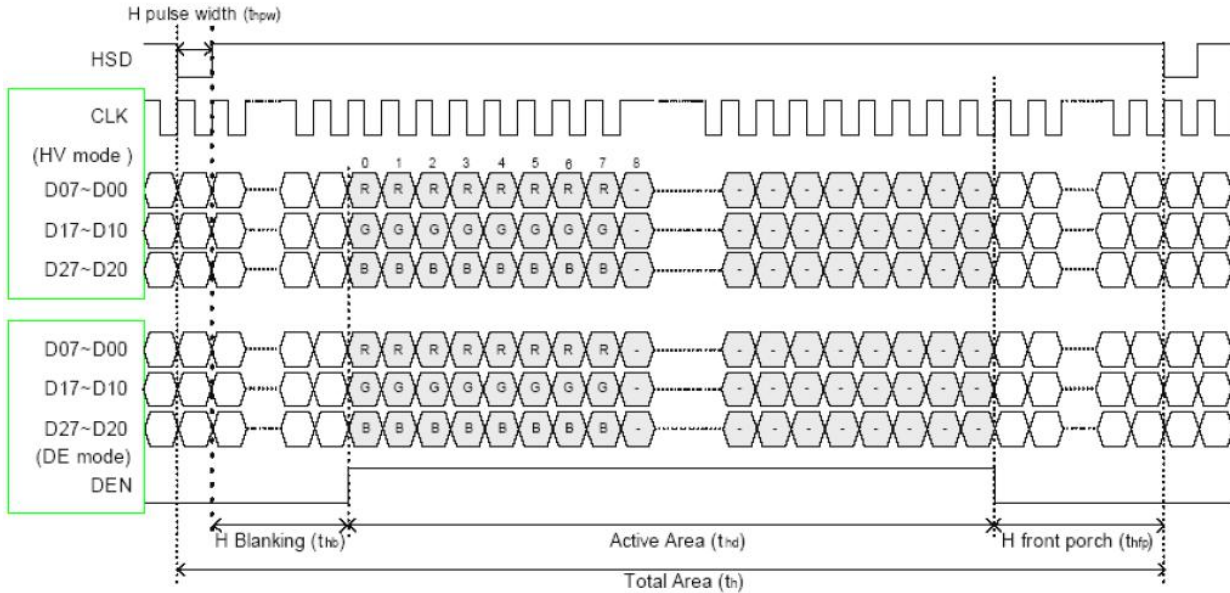 H pulse width (thpw)
HSD
CLK
(HV mode )
0 1 2 3 4 5 6 7 8
D07~D00 R R R R R R R R - - - - - - - - -
D17~D10 G G G G G G G G - - - - - - - - -
D27~D20 B B B B B B B B - - - - - - - - -
D07~D00 R R R R R R R R - - - - - - - - -
D17~D10 G G G G G G G G - - - - - - - - -
D27~D20 B B B B B B B B - - - - - - - - -
(DE mode)
DEN
H Blanking (thb) Active Area (thd) H front porch (thfp)
Total Area (th)